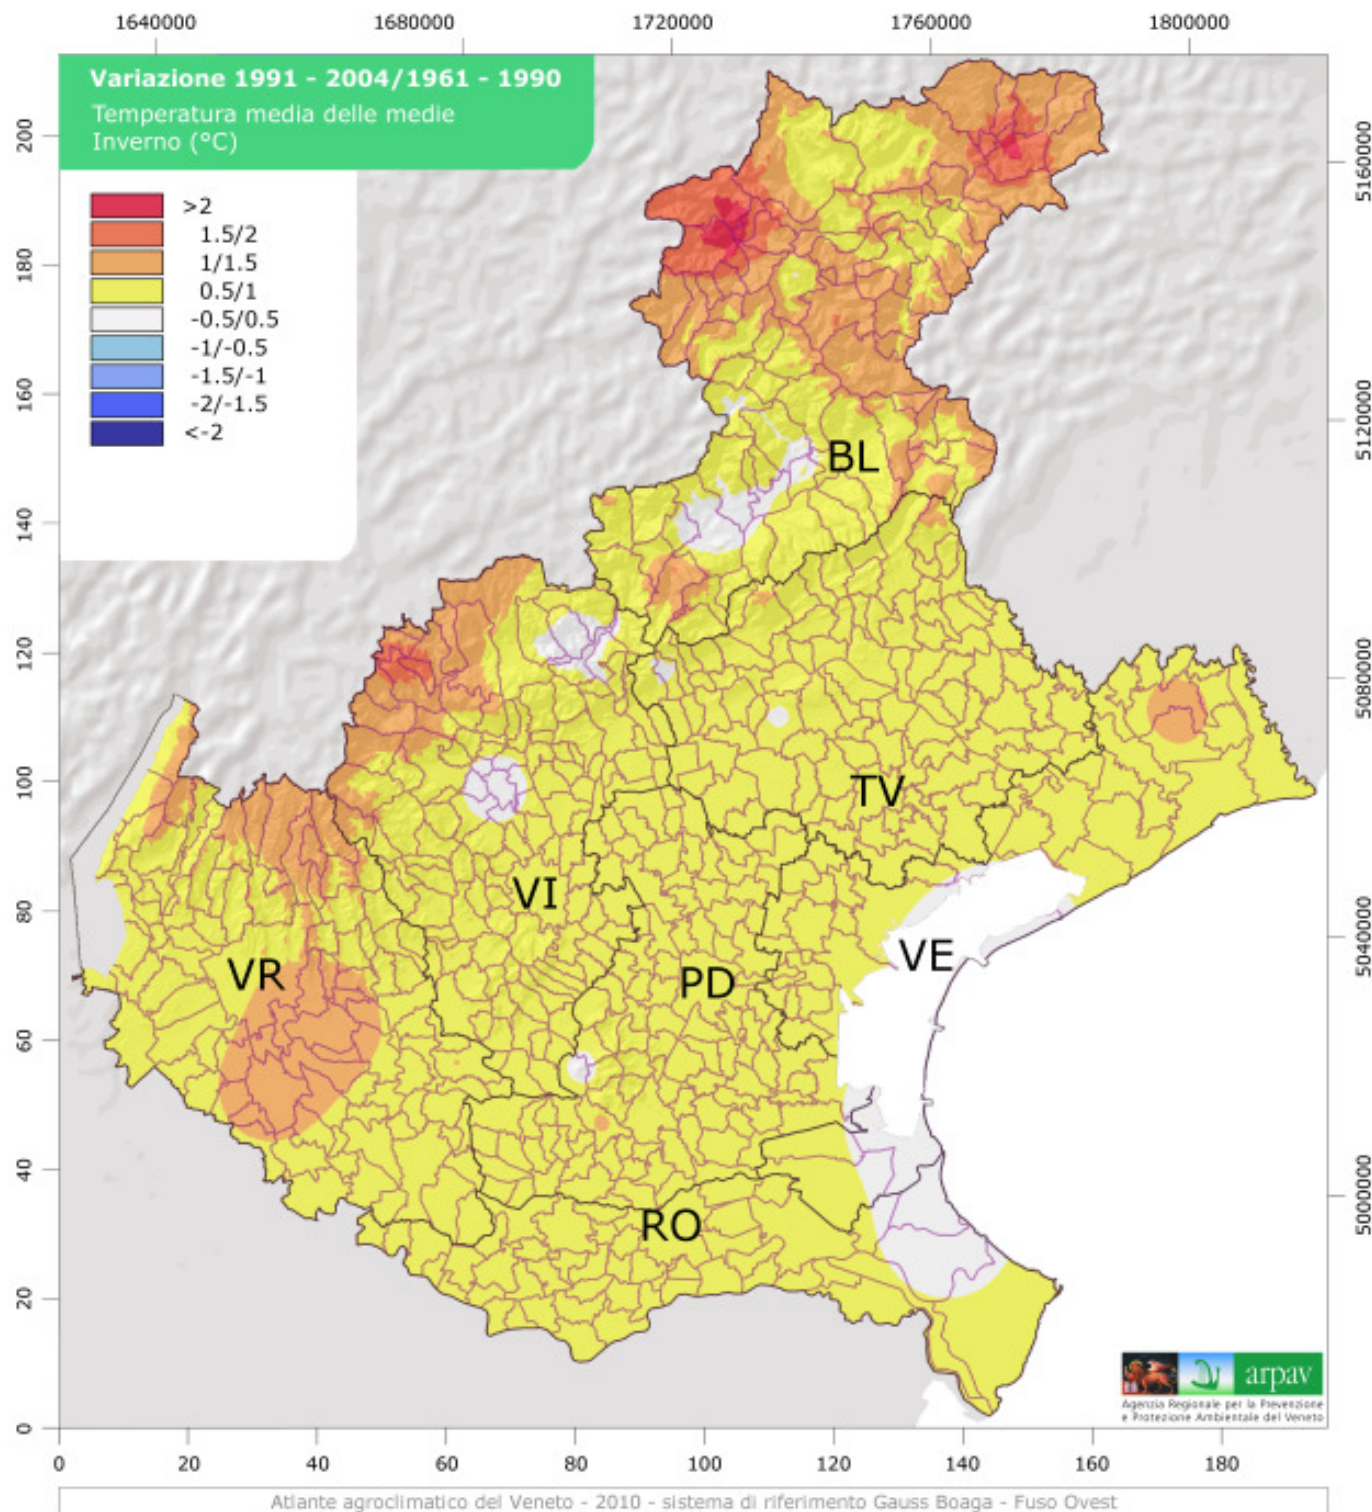 1640000 1680000 1720000 1760000 1800000
Variazione 1991 - 2004/1961 - 1990
Temperatura media delle medie
Inverno (°C)
>2
1.5/2
1/1.5
0.5/1
-0.5/0.5
-1/-0.5
-1.5/-1
-2/-1.5
<-2
200
180
160
140
120
100
80
60
40
20
0
5160000
5120000
5080000
5040000
5000000
BL
TV
VI
VE
VR
PD
RO
arpav
Agenzia Regionale per la Prevenzione
e Protezione Ambientale del Veneto
0 20 40 60 80 100 120 140 160 180
Atlante agroclimatico del Veneto - 2010 - sistema di riferimento Gauss Boaga - Fuso Ovest